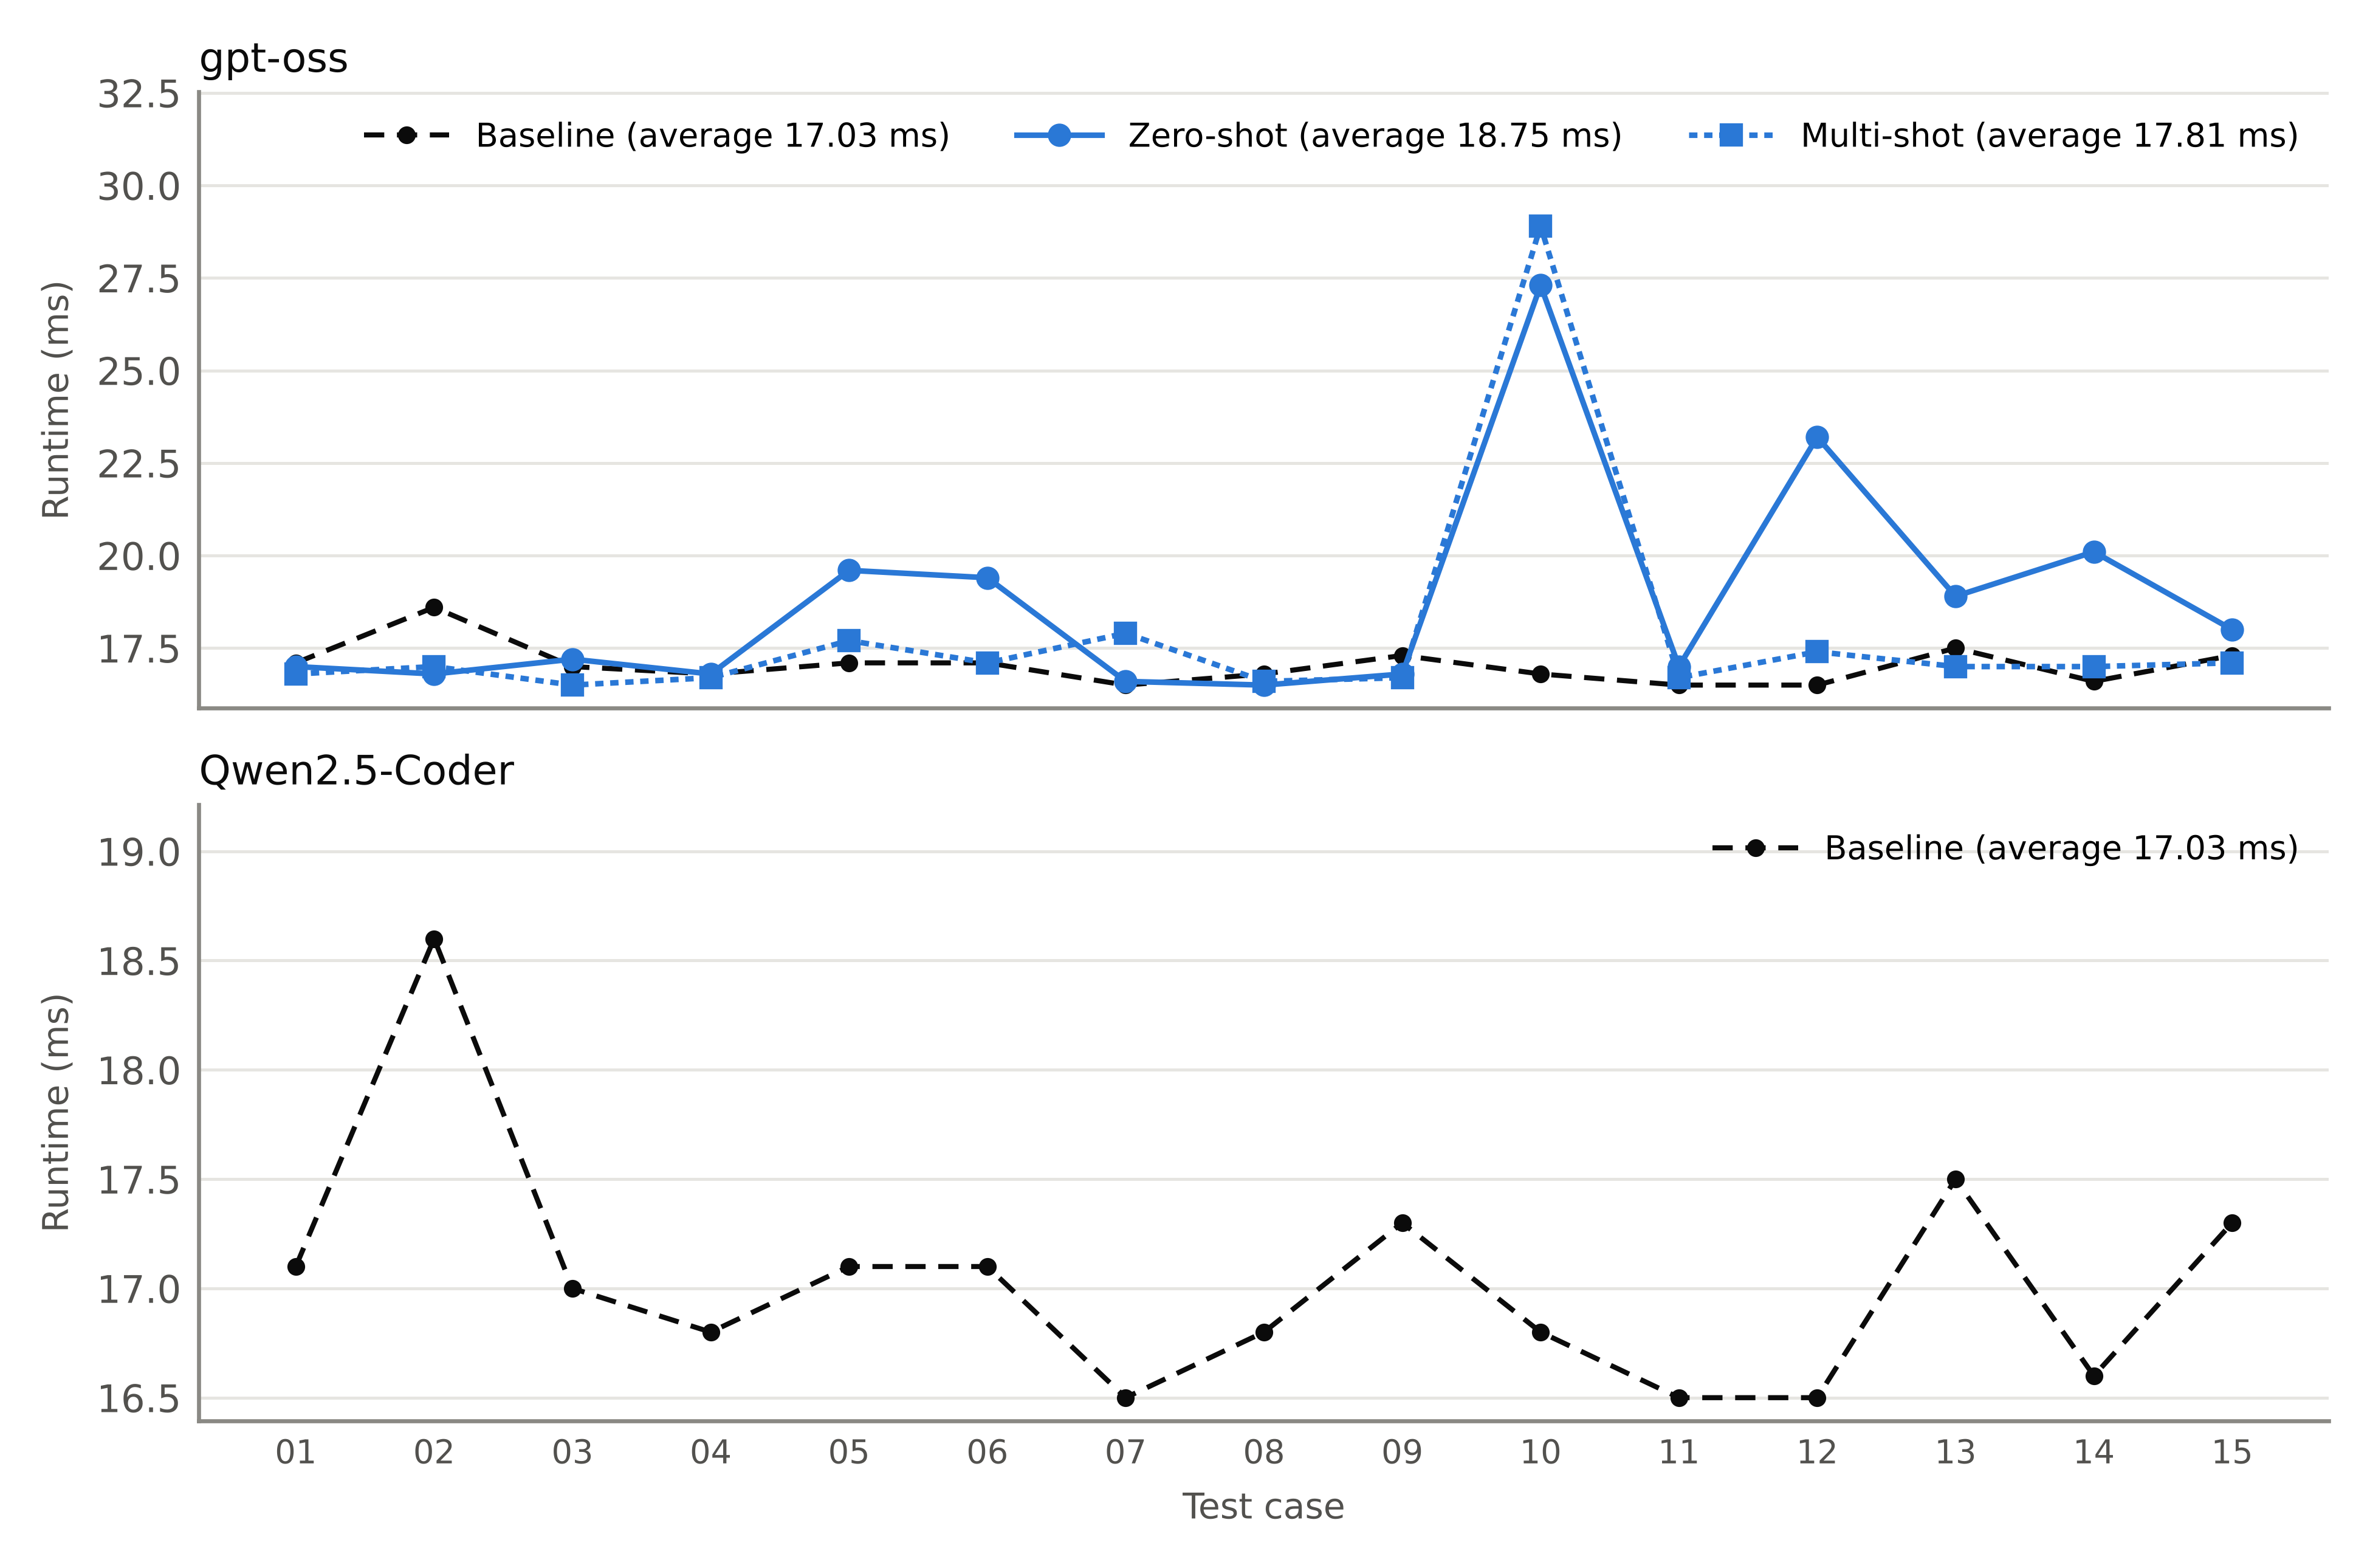 gpt-oss
32.5
Baseline (average 17.03 ms) Zero-shot (average 18.75 ms) Multi-shot (average 17.81 ms)
30.0
27.5
25.0
22.5
20.0
17.5
Runtime (ms)
Qwen2.5-Coder
19.0
Baseline (average 17.03 ms)
18.5
18.0
17.5
17.0
16.5
Runtime (ms)
01 02 03 04 05 06 07 08 09 10 11 12 13 14 15
Test case